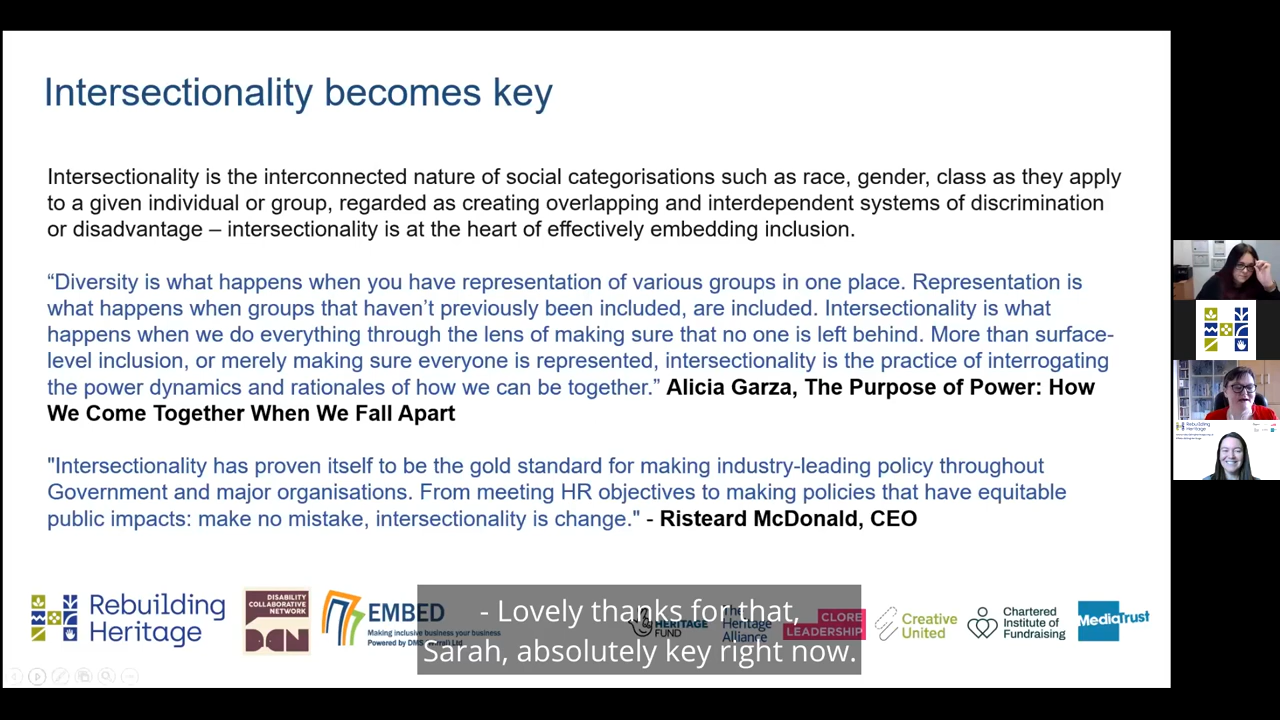 Intersectionality becomes key
Intersectionality is the interconnected nature of social categorisations such as race, gender, class as they apply
to a given individual or group, regarded as creating overlapping and interdependent systems of discrimination
or disadvantage – intersectionality is at the heart of effectively embedding inclusion.
“Diversity is what happens when you have representation of various groups in one place. Representation is
what happens when groups that haven’t previously been included, are included. Intersectionality is what
happens when we do everything through the lens of making sure that no one is left behind. More than surface-
level inclusion, or merely making sure everyone is represented, intersectionality is the practice of interrogating
the power dynamics and rationales of how we can be together.” Alicia Garza, The Purpose of Power: How
We Come Together When We Fall Apart
"Intersectionality has proven itself to be the gold standard for making industry-leading policy throughout
Government and major organisations. From meeting HR objectives to making policies that have equitable
public impacts: make no mistake, intersectionality is change." - Risteard McDonald, CEO
Rebuilding
Heritage
DISABILITY
COLLABORATIVE
NETWORK
DCN
EMBED
Making inclusive business your business
HERITAGE
FUND
The
Heritage
Alliance
CLORE
LEADERSHIP
Creative
United
Chartered
Institute of
Fundraising
MediaTrust
- Lovely thanks for that,
Sarah, absolutely key right now.
Rebuilding
Heritage